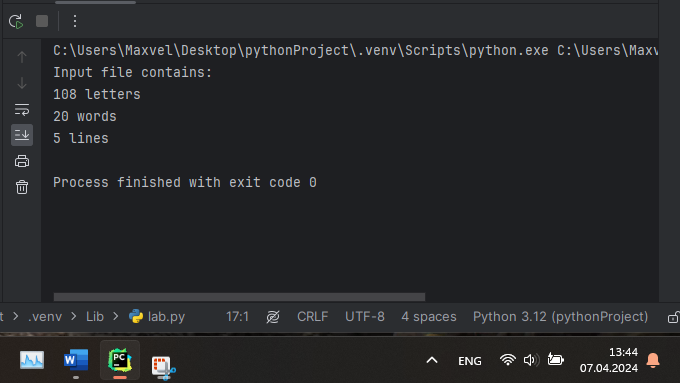 C:\Users\Maxvel\Desktop\pythonProject\.venv\Scripts\python.exe C:\Users\Maxv
Input file contains:
108 letters
20 words
5 lines
Process finished with exit code 0
t > .venv > Lib > lab.py 17:1 CRLF UTF-8 4 spaces Python 3.12 (pythonProject)
W PC ENG 13:44
07.04.2024